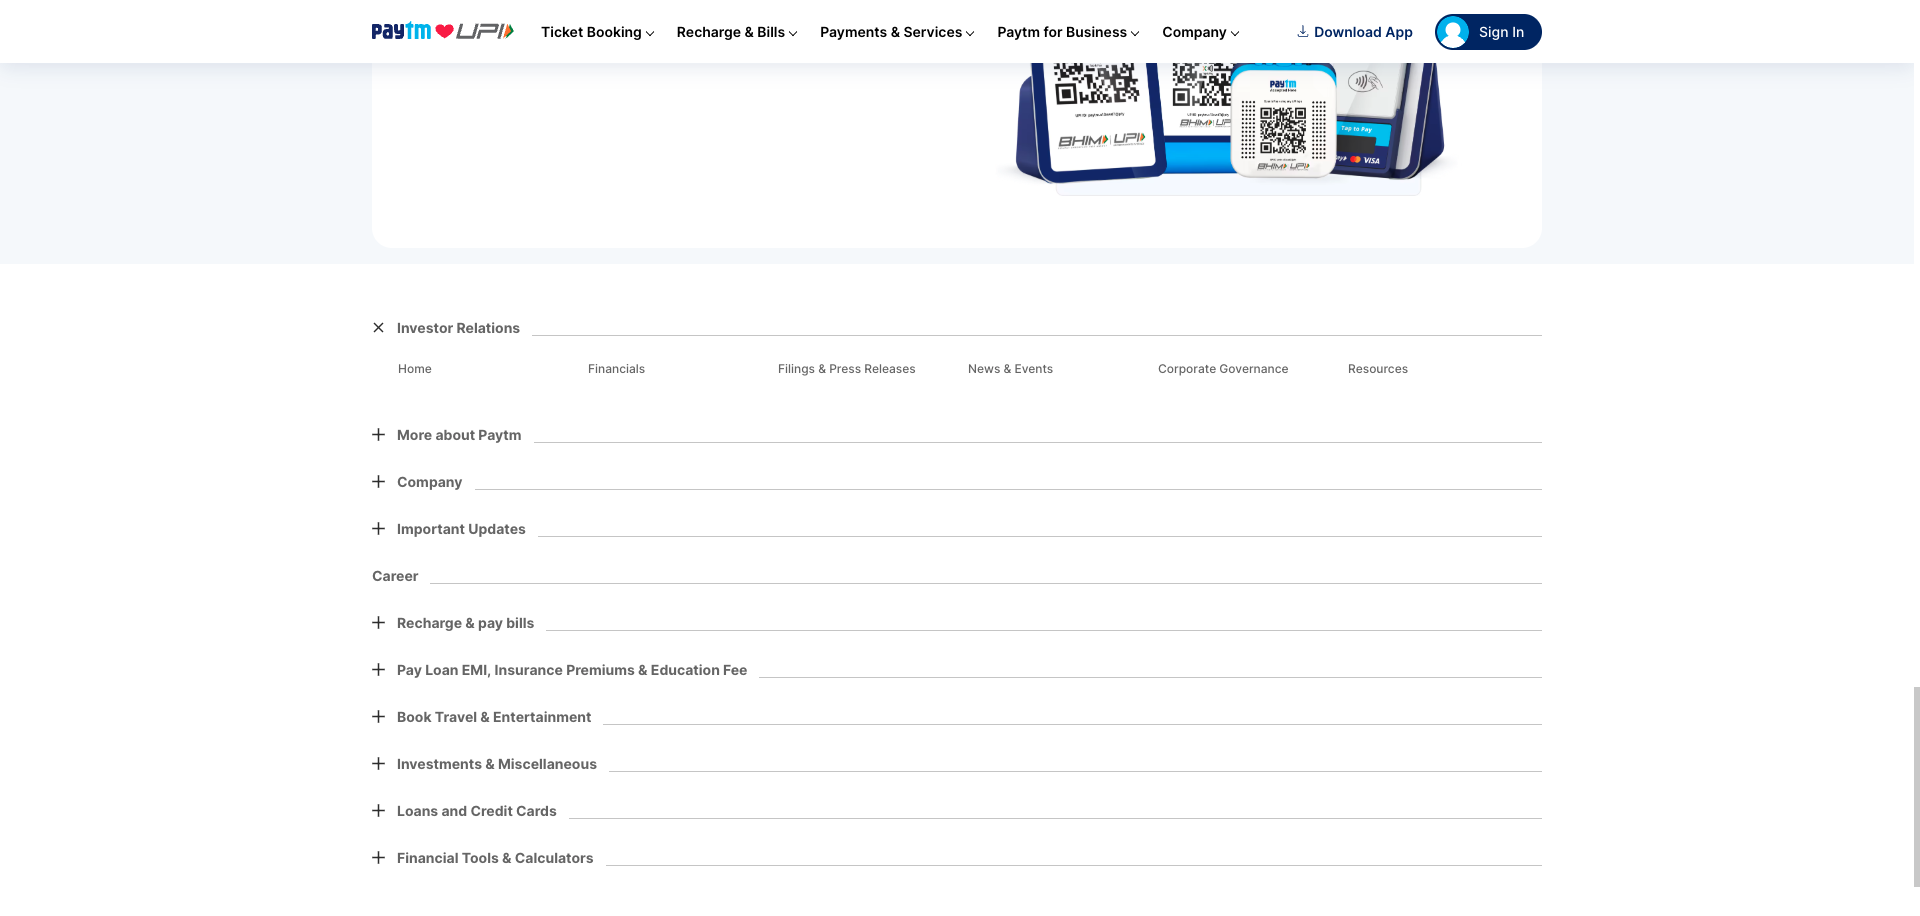 paytm UPI
Ticket Booking
Recharge & Bills
Payments & Services
Paytm for Business
Company
Download App
Sign In
BHIM UPI
BHIM UPI
paytm
Accepted Here
BHIM UPI
Tap to Pay
VISA
Investor Relations
Home
Financials
Filings & Press Releases
News & Events
Corporate Governance
Resources
More about Paytm
Company
Important Updates
Career
Recharge & pay bills
Pay Loan EMI, Insurance Premiums & Education Fee
Book Travel & Entertainment
Investments & Miscellaneous
Loans and Credit Cards
Financial Tools & Calculators